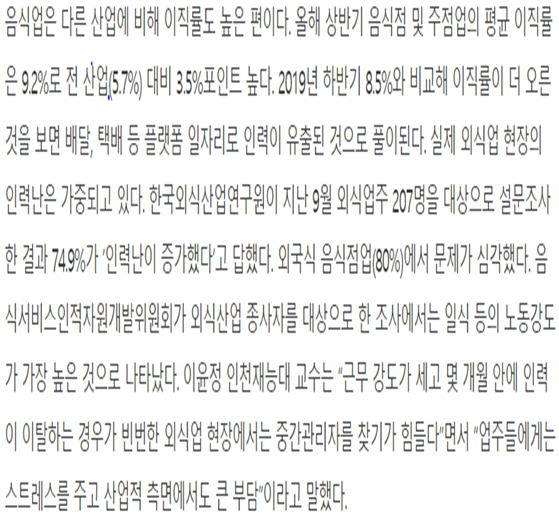 음식업은 다른 산업에 비해 이직률도 높은 편이다. 올해 상반기 음식점 및 주점업의 평균 이직률
은 9.2%로 전 산업(5.7%) 대비 3.5%포인트 높다. 2019년 하반기 8.5%와 비교해 이직률이 더 오른
것을 보면 배달, 택배 등 플랫폼 일자리로 인력이 유출된 것으로 풀이된다. 실제 외식업 현장의
인력난은 가중되고 있다. 한국외식산업연구원이 지난 9월 외식업주 207명을 대상으로 설문조사
한 결과 74.9%가 ‘인력난이 증가했다’고 답했다. 외국식 음식점업(80%)에서 문제가 심각했다. 음
식서비스인적자원개발위원회가 외식산업 종사자를 대상으로 한 조사에서는 일식 등의 노동강도
가 가장 높은 것으로 나타났다. 이윤정 인천재능대 교수는 “근무 강도가 세고 몇 개월 안에 인력
이 이탈하는 경우가 빈번한 외식업 현장에서는 중간관리자를 찾기가 힘들다”면서 “업주들에게는
스트레스를 주고 산업적 측면에서도 큰 부담”이라고 말했다.